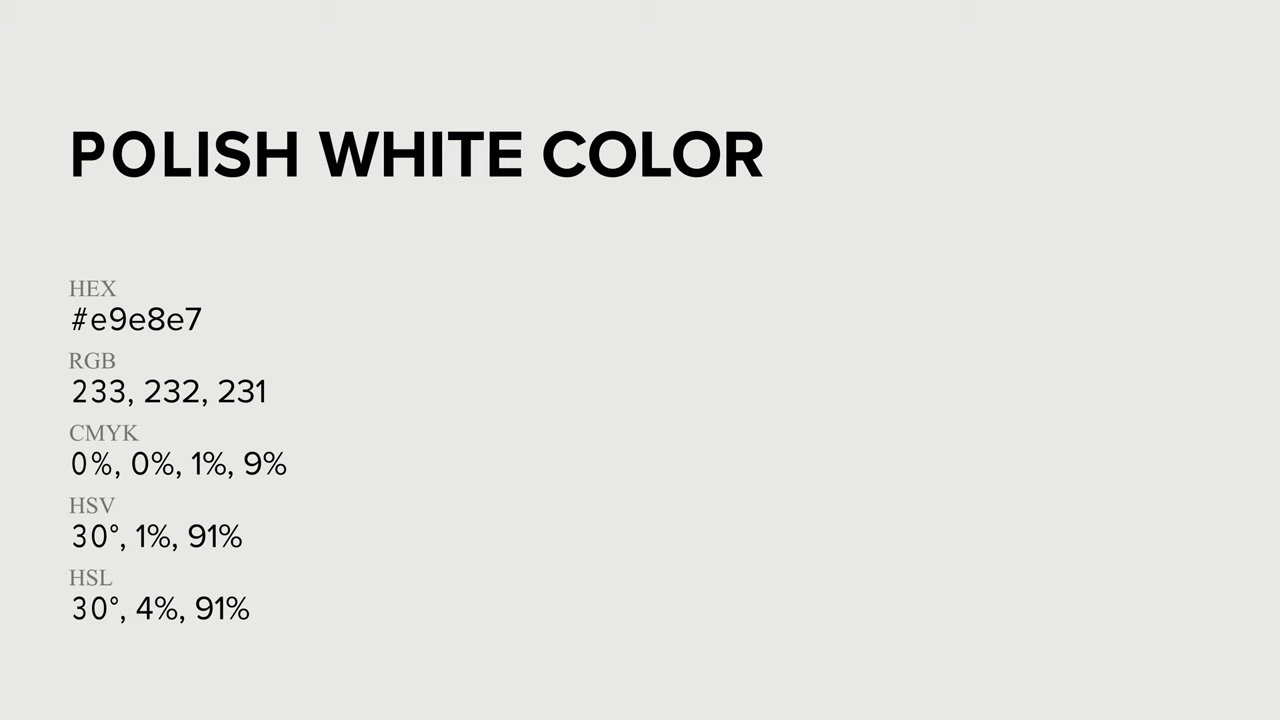 POLISH WHITE COLOR
HEX
#e9e8e7
RGB
233, 232, 231
CMYK
0%, 0%, 1%, 9%
HSV
30°, 1%, 91%
HSL
30°, 4%, 91%